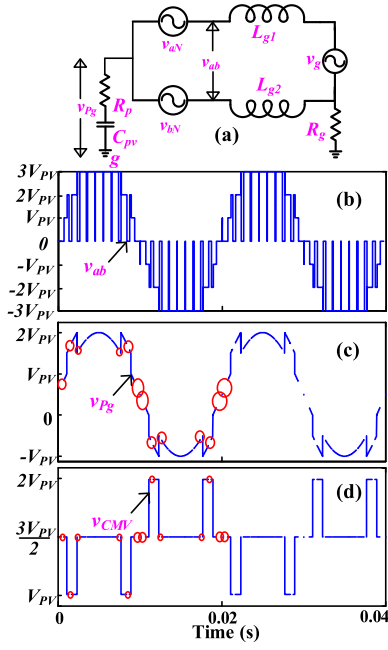 v_aN
L_g1
v_ab
v_g
v_Pg
R_p
L_g2
C_pv
g
v_bN
R_g
(a)
3V_PV
2V_PV
V_PV
0
-V_PV
-2V_PV
-3V_PV
v_ab
(b)
2V_PV
V_PV
0
-V_PV
v_Pg
(c)
2V_PV
3V_PV
2
V_PV
v_CMV
(d)
0
0.02
0.04
Time (s)